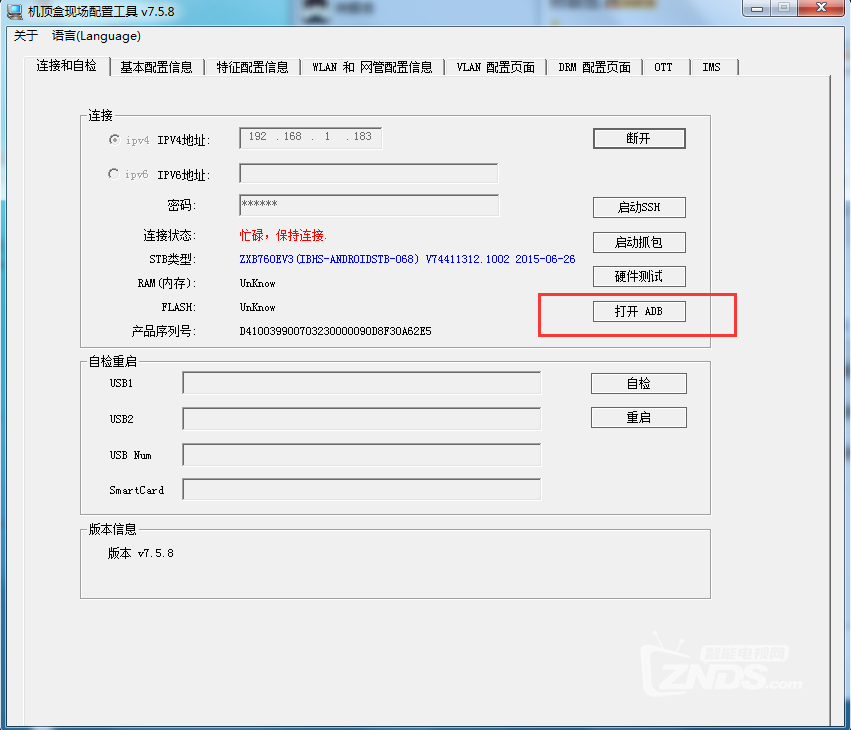 机顶盒现场配置工具 v7.5.8
关于 语言(Language)
连接和自检 基本配置信息 特征配置信息 WLAN 和 网管配置信息 VLAN 配置页面 DRM 配置页面 OTT IMS
连接
ipv4 IPV4地址: 192 . 168 . 1 . 183 断开
ipv6 IPV6地址:
密码: ****** 启动SSH
连接状态: 忙碌，保持连接. 启动抓包
STB类型: ZXB760EV3(IBHS-ANDROIDSTB-068) V74411312.1002 2015-06-26
RAM(内存): UnKnow 硬件测试
FLASH: UnKnow 打开 ADB
产品序列号: D410039900703230000090D8F30A62E5
自检重启
USB1 自检
USB2 重启
USB Num
SmartCard
版本信息
版本 v7.5.8
智能电视网
ZNDS.com